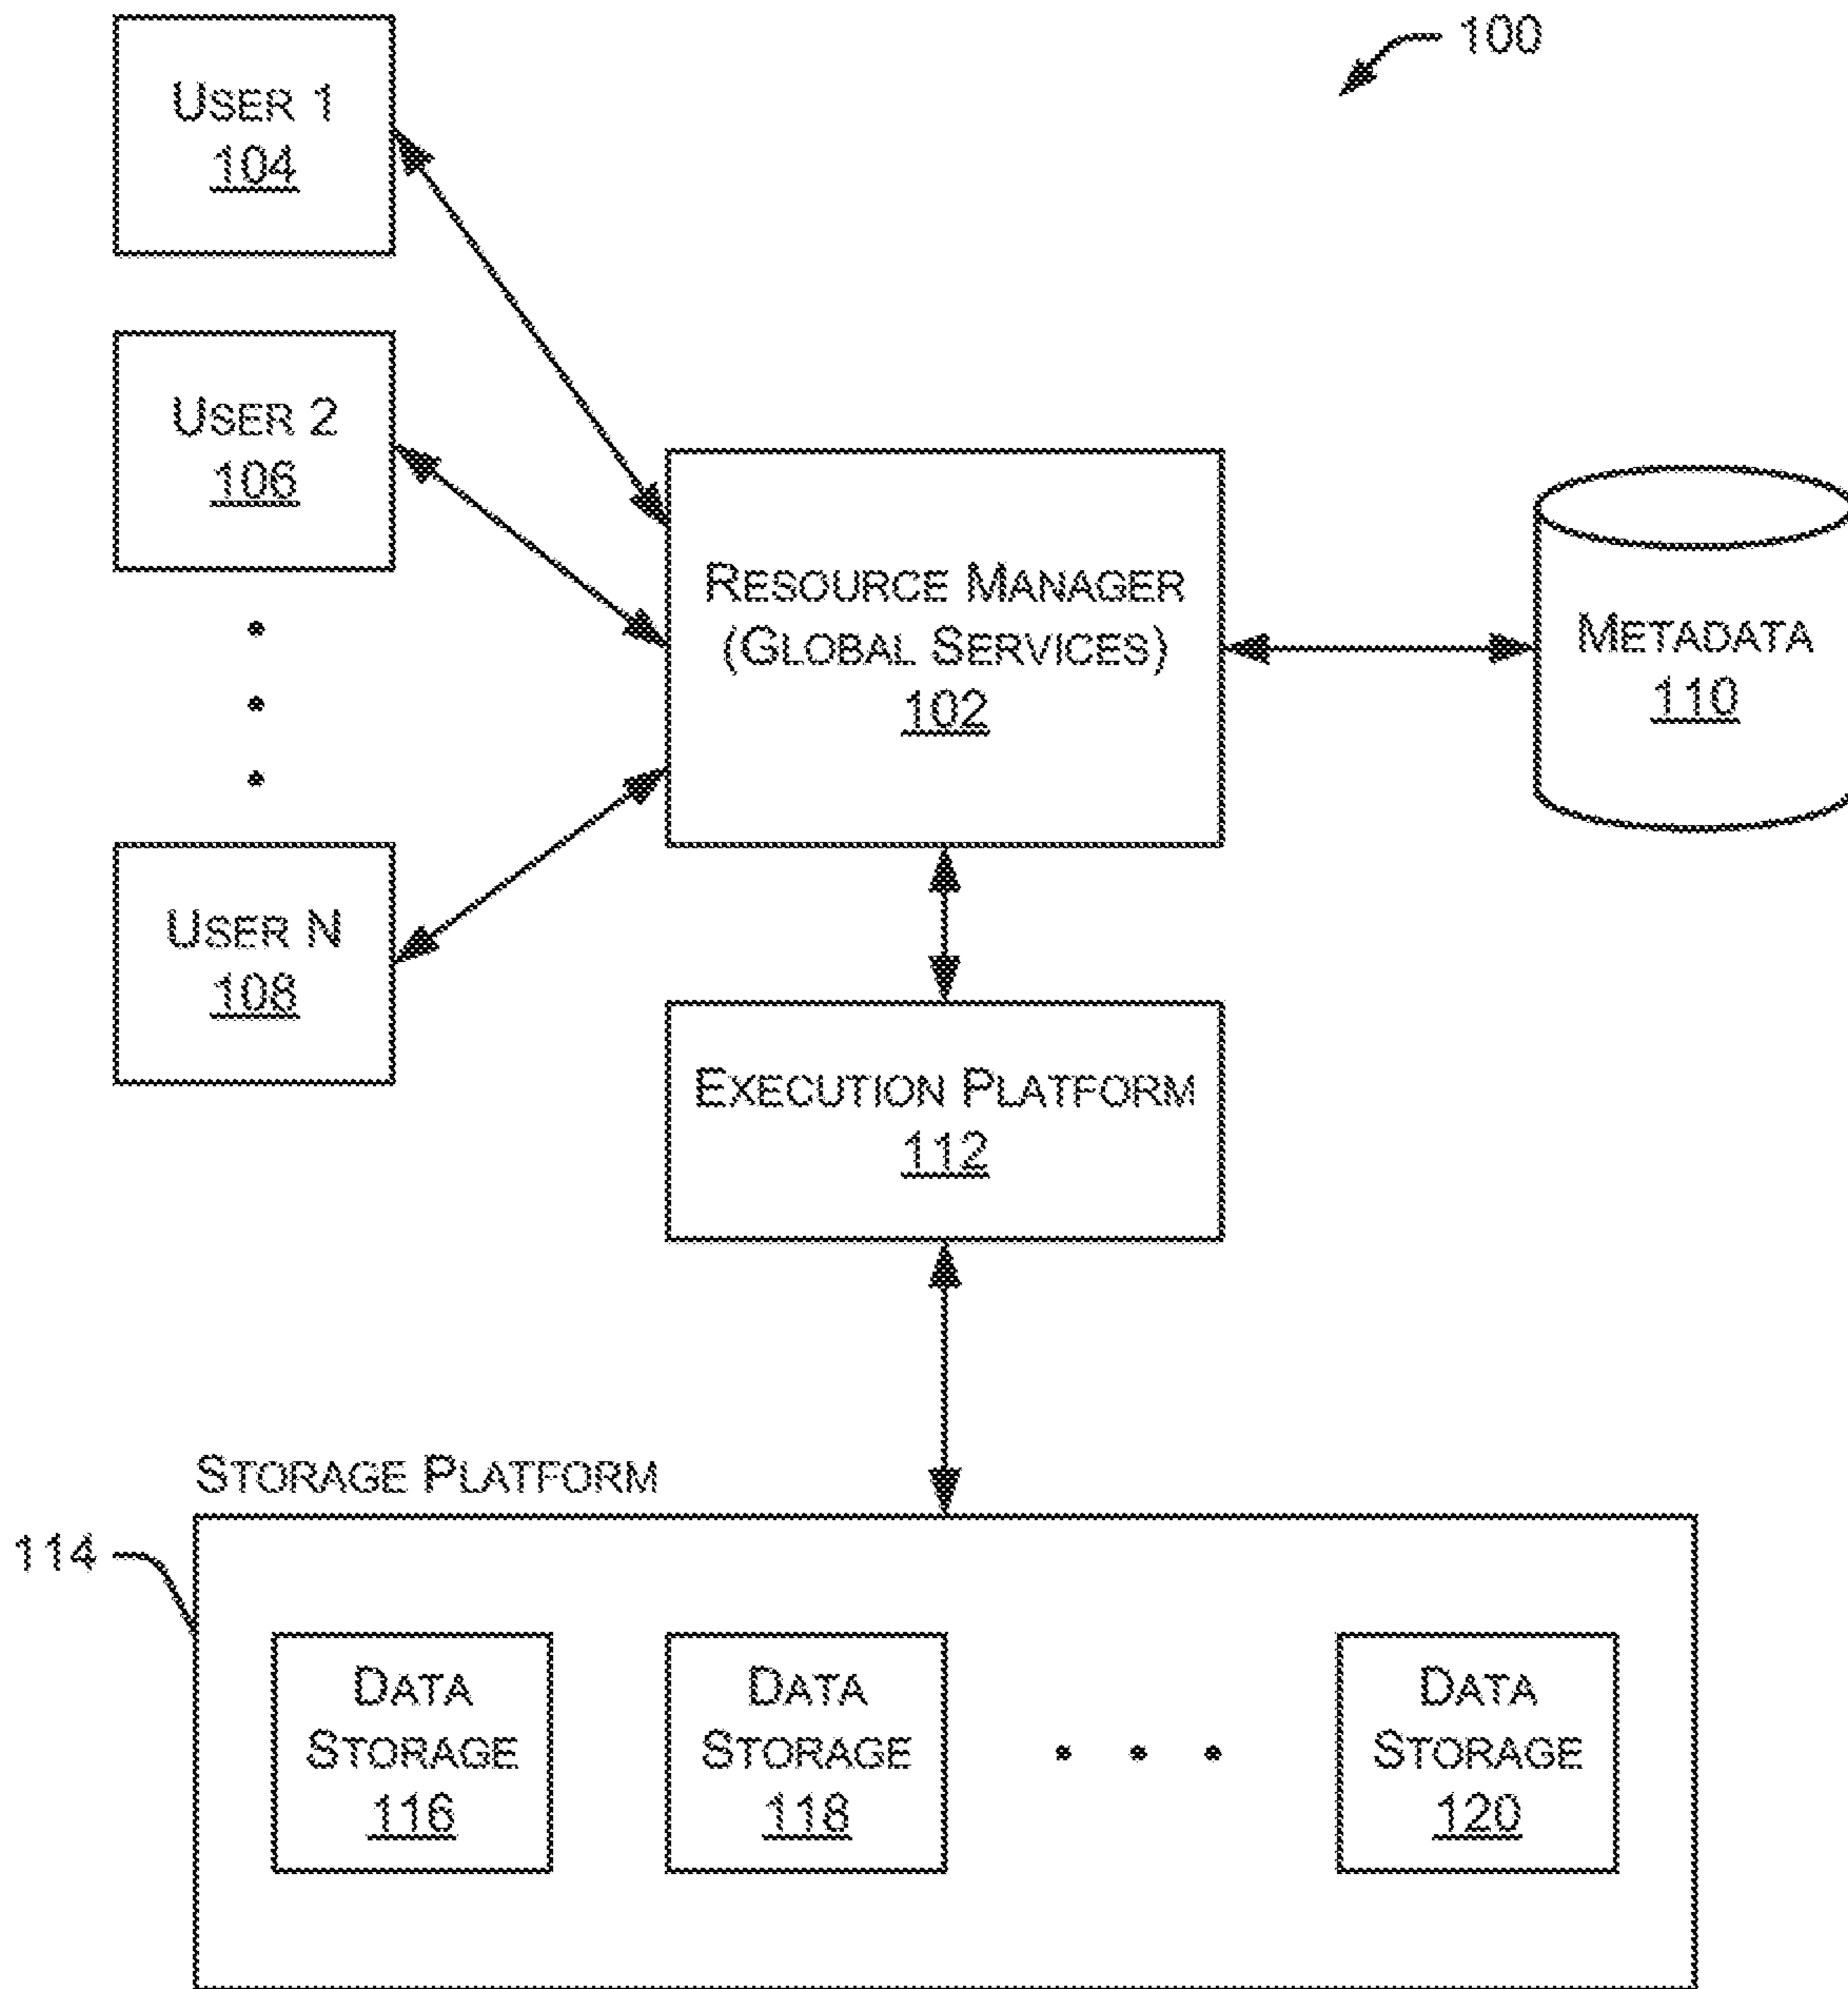 100
USER 1
104
USER 2
106
RESOURCE MANAGER
(GLOBAL SERVICES)
102
METADATA
110
USER N
108
EXECUTION PLATFORM
112
STORAGE PLATFORM
114
DATA
STORAGE
116
DATA
STORAGE
118
DATA
STORAGE
120